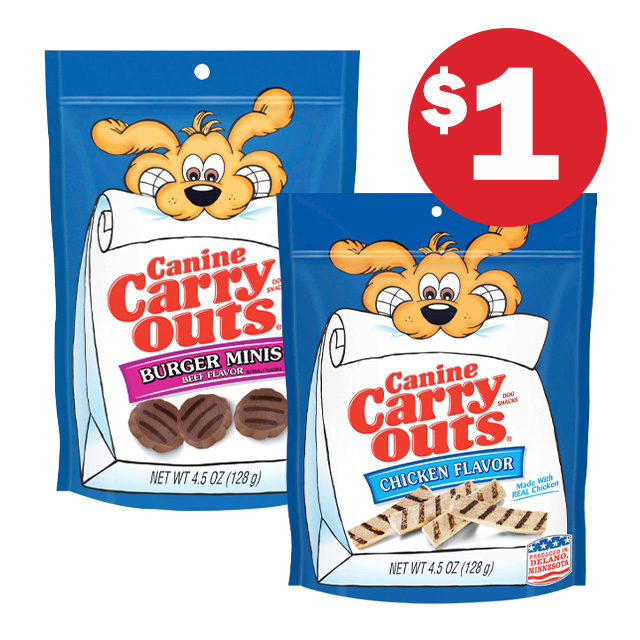 $1
Canine
Carry
Outs®
DOG
SNACKS
BURGER MINIS
BEEF FLAVOR
NET WT 4.5 OZ (128 g)
Canine
Carry
Outs®
DOG
SNACKS
CHICKEN FLAVOR
Made With
REAL Chicken
NET WT 4.5 OZ (128 g)
PRODUCED IN
DELANO,
MINNESOTA